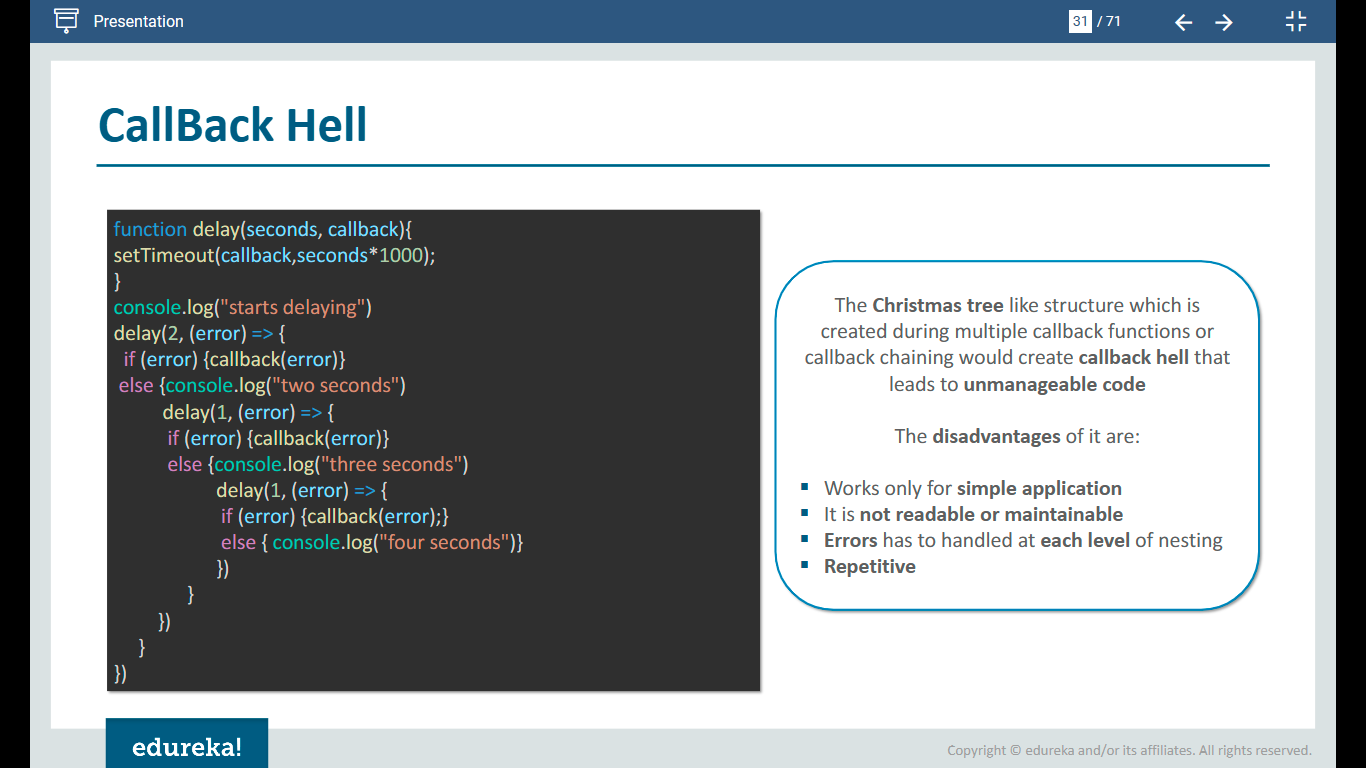 Presentation
31 / 71
CallBack Hell
function delay(seconds, callback){
setTimeout(callback,seconds*1000);
}
console.log("starts delaying")
delay(2, (error) => {
if (error) {callback(error)}
else {console.log("two seconds")
delay(1, (error) => {
if (error) {callback(error)}
else {console.log("three seconds")
delay(1, (error) => {
if (error) {callback(error);}
else { console.log("four seconds")}
})
}
})
}
})
The Christmas tree like structure which is
created during multiple callback functions or
callback chaining would create callback hell that
leads to unmanageable code
The disadvantages of it are:
▪ Works only for simple application
▪ It is not readable or maintainable
▪ Errors has to handled at each level of nesting
▪ Repetitive
edureka!
Copyright © edureka and/or its affiliates. All rights reserved.